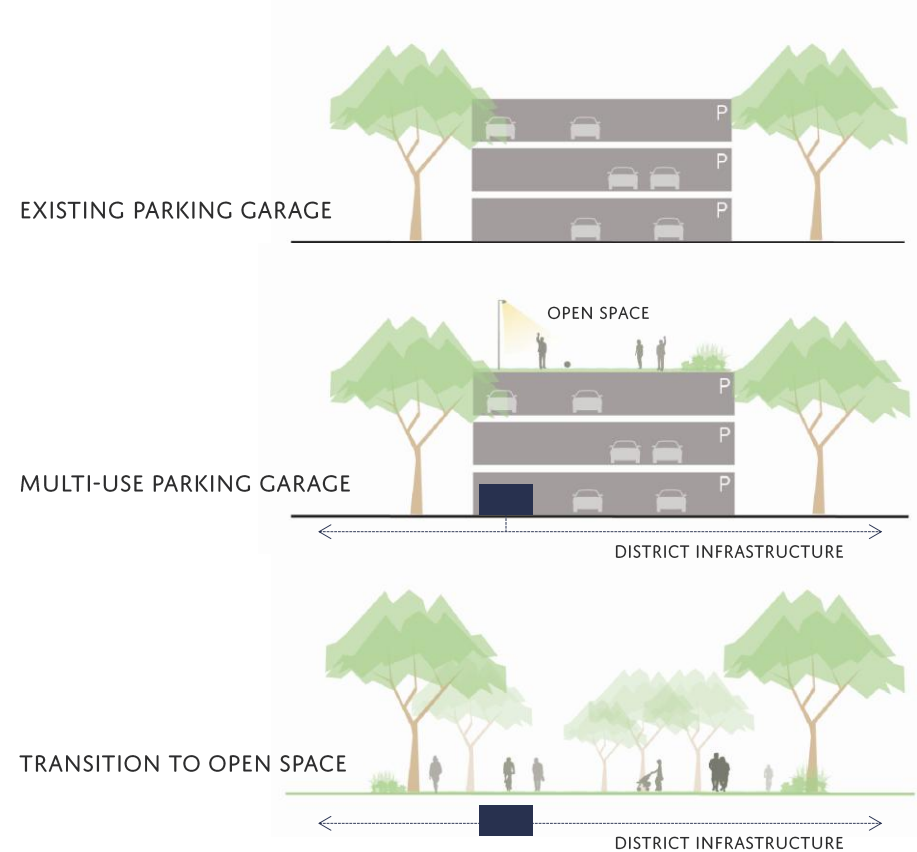 P
P
EXISTING PARKING GARAGE
P
OPEN SPACE
P
P
MULTI-USE PARKING GARAGE
P
DISTRICT INFRASTRUCTURE
TRANSITION TO OPEN SPACE
DISTRICT INFRASTRUCTURE